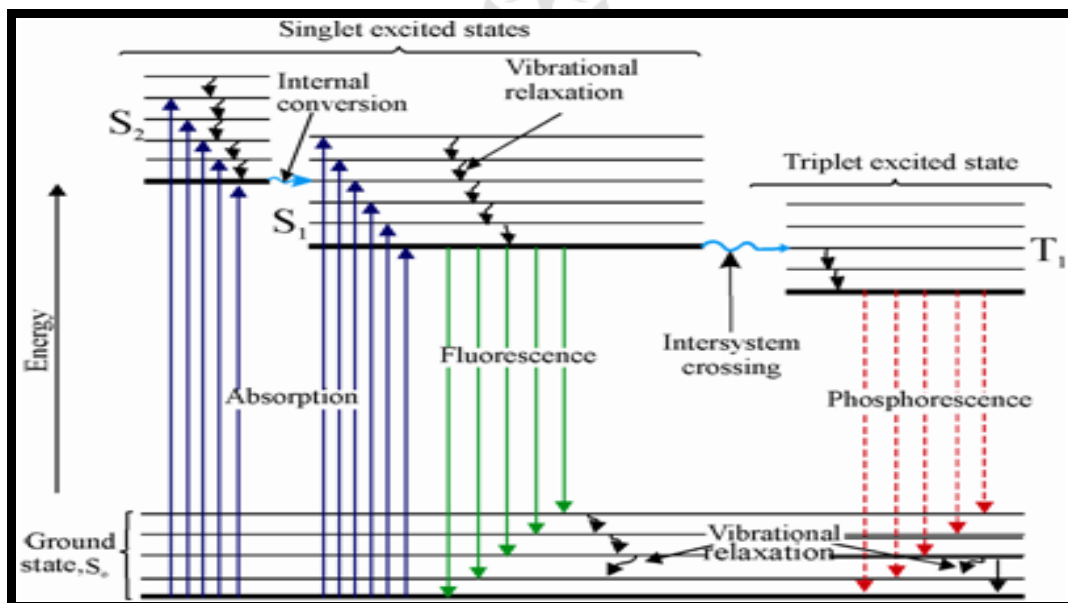 Singlet excited states
Internal
conversion
Vibrational
relaxation
S2
Triplet excited state
S1
T1
Energy
Fluorescence
Intersystem
crossing
Absorption
Phosphorescence
Ground
state,So
Vibrational
relaxation